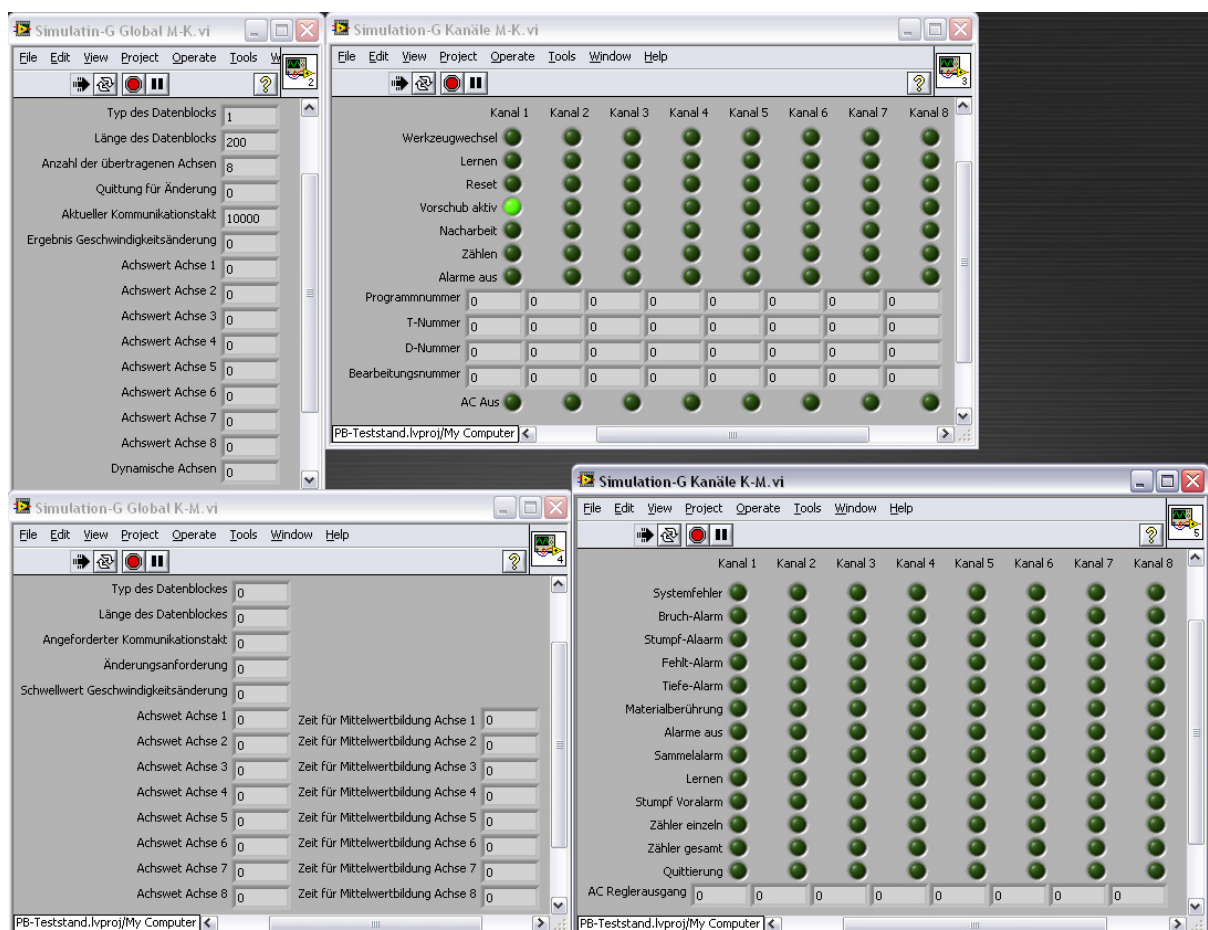 Simulatin-G Global M-K.vi
File Edit View Project Operate Tools W
2
Typ des Datenblocks 1
Länge des Datenblocks 200
Anzahl der übertragenen Achsen 8
Quittung für Änderung 0
Aktueller Kommunikationstakt 10000
Ergebnis Geschwindigkeitsänderung 0
Achswert Achse 1 0
Achswert Achse 2 0
Achswert Achse 3 0
Achswert Achse 4 0
Achswert Achse 5 0
Achswert Achse 6 0
Achswert Achse 7 0
Achswert Achse 8 0
Dynamische Achsen 0
Simulation-G Kanäle M-K.vi
File Edit View Project Operate Tools Window Help
3
Kanal 1 Kanal 2 Kanal 3 Kanal 4 Kanal 5 Kanal 6 Kanal 7 Kanal 8
Werkzeugwechsel
Lernen
Reset
Vorschub aktiv
Nacharbeit
Zählen
Alarme aus
Programmnummer 0 0 0 0 0 0 0 0
T-Nummer 0 0 0 0 0 0 0 0
D-Nummer 0 0 0 0 0 0 0 0
Bearbeitungsnummer 0 0 0 0 0 0 0 0
AC Aus
PB-Teststand.lvproj/My Computer
Simulation-G Global K-M.vi
File Edit View Project Operate Tools Window Help
4
Typ des Datenblockes 0
Länge des Datenblockes 0
Angeforderter Kommunikationstakt 0
Änderungsanforderung 0
Schwellwert Geschwindigkeitsänderung 0
Achswet Achse 1 0 Zeit für Mittelwertbildung Achse 1 0
Achswet Achse 2 0 Zeit für Mittelwertbildung Achse 2 0
Achswet Achse 3 0 Zeit für Mittelwertbildung Achse 3 0
Achswet Achse 4 0 Zeit für Mittelwertbildung Achse 4 0
Achswet Achse 5 0 Zeit für Mittelwertbildung Achse 5 0
Achswet Achse 6 0 Zeit für Mittelwertbildung Achse 6 0
Achswet Achse 7 0 Zeit für Mittelwertbildung Achse 7 0
Achswet Achse 8 0 Zeit für Mittelwertbildung Achse 8 0
PB-Teststand.lvproj/My Computer
Simulation-G Kanäle K-M.vi
File Edit View Project Operate Tools Window Help
5
Kanal 1 Kanal 2 Kanal 3 Kanal 4 Kanal 5 Kanal 6 Kanal 7 Kanal 8
Systemfehler
Bruch-Alarm
Stumpf-Alaarm
Fehlt-Alarm
Tiefe-Alarm
Materialberührung
Alarme aus
Sammelalarm
Lernen
Stumpf Voralarm
Zähler einzeln
Zähler gesamt
Quittierung
AC Reglerausgang 0 0 0 0 0 0 0 0
PB-Teststand.lvproj/My Computer